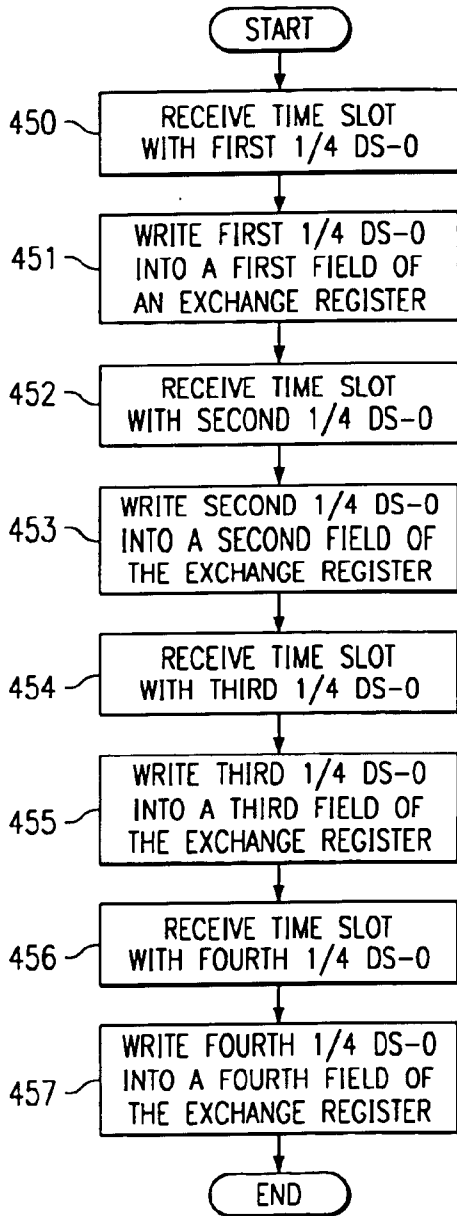 START
450
RECEIVE TIME SLOT
WITH FIRST 1/4 DS-0
451
WRITE FIRST 1/4 DS-0
INTO A FIRST FIELD OF
AN EXCHANGE REGISTER
452
RECEIVE TIME SLOT
WITH SECOND 1/4 DS-0
453
WRITE SECOND 1/4 DS-0
INTO A SECOND FIELD OF
THE EXCHANGE REGISTER
454
RECEIVE TIME SLOT
WITH THIRD 1/4 DS-0
455
WRITE THIRD 1/4 DS-0
INTO A THIRD FIELD OF
THE EXCHANGE REGISTER
456
RECEIVE TIME SLOT
WITH FOURTH 1/4 DS-0
457
WRITE FOURTH 1/4 DS-0
INTO A FOURTH FIELD OF
THE EXCHANGE REGISTER
END